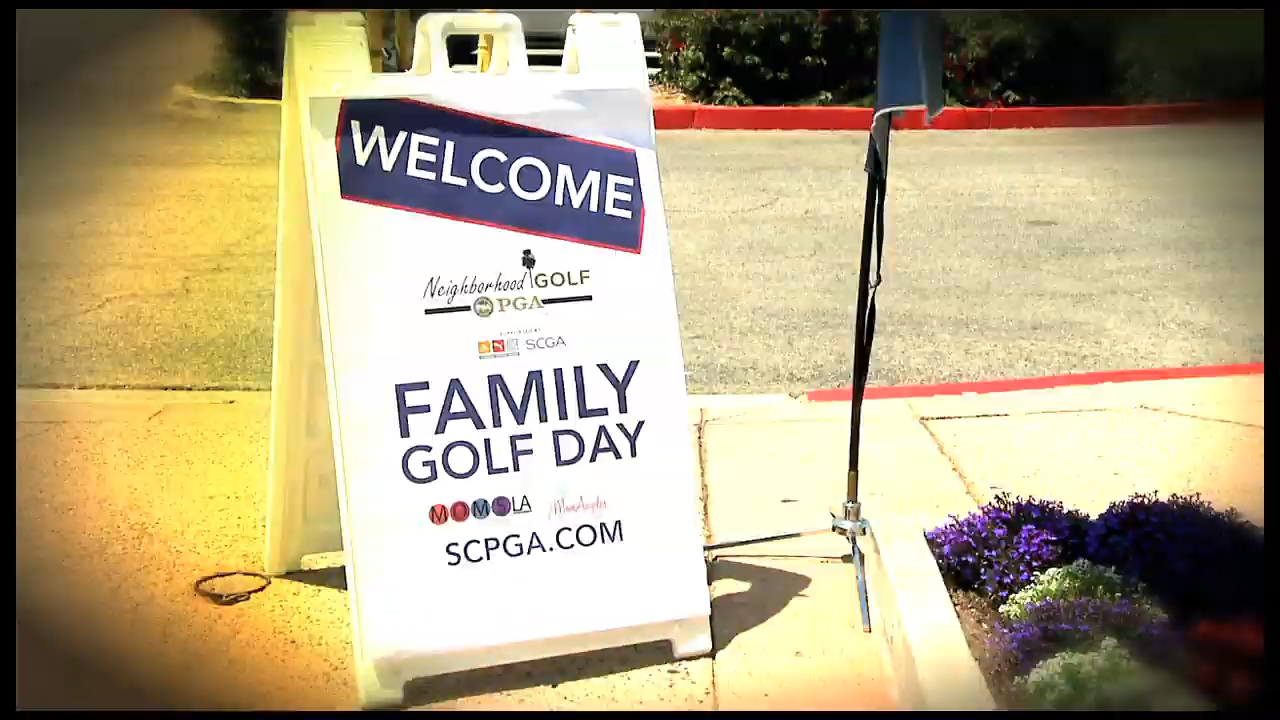 WELCOME
Neighborhood GOLF
PGA
SCGA
FAMILY
GOLF DAY
MOMSLA
SCPGA.COM